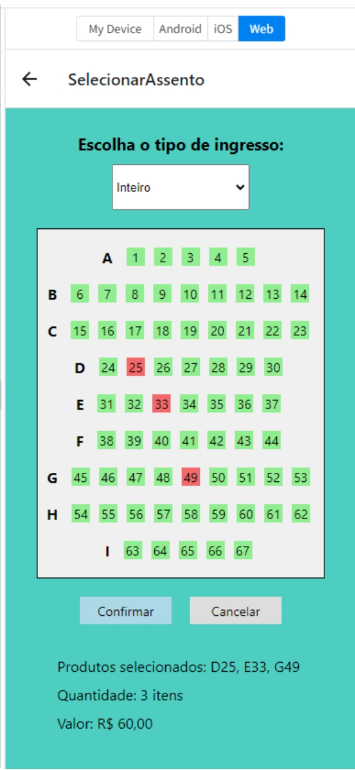 My Device Android iOS Web
SelecionarAssento
Escolha o tipo de ingresso:
Inteiro
A 1 2 3 4 5
B 6 7 8 9 10 11 12 13 14
C 15 16 17 18 19 20 21 22 23
D 24 25 26 27 28 29 30
E 31 32 33 34 35 36 37
F 38 39 40 41 42 43 44
G 45 46 47 48 49 50 51 52 53
H 54 55 56 57 58 59 60 61 62
I 63 64 65 66 67
Confirmar Cancelar
Produtos selecionados: D25, E33, G49
Quantidade: 3 itens
Valor: R$ 60,00